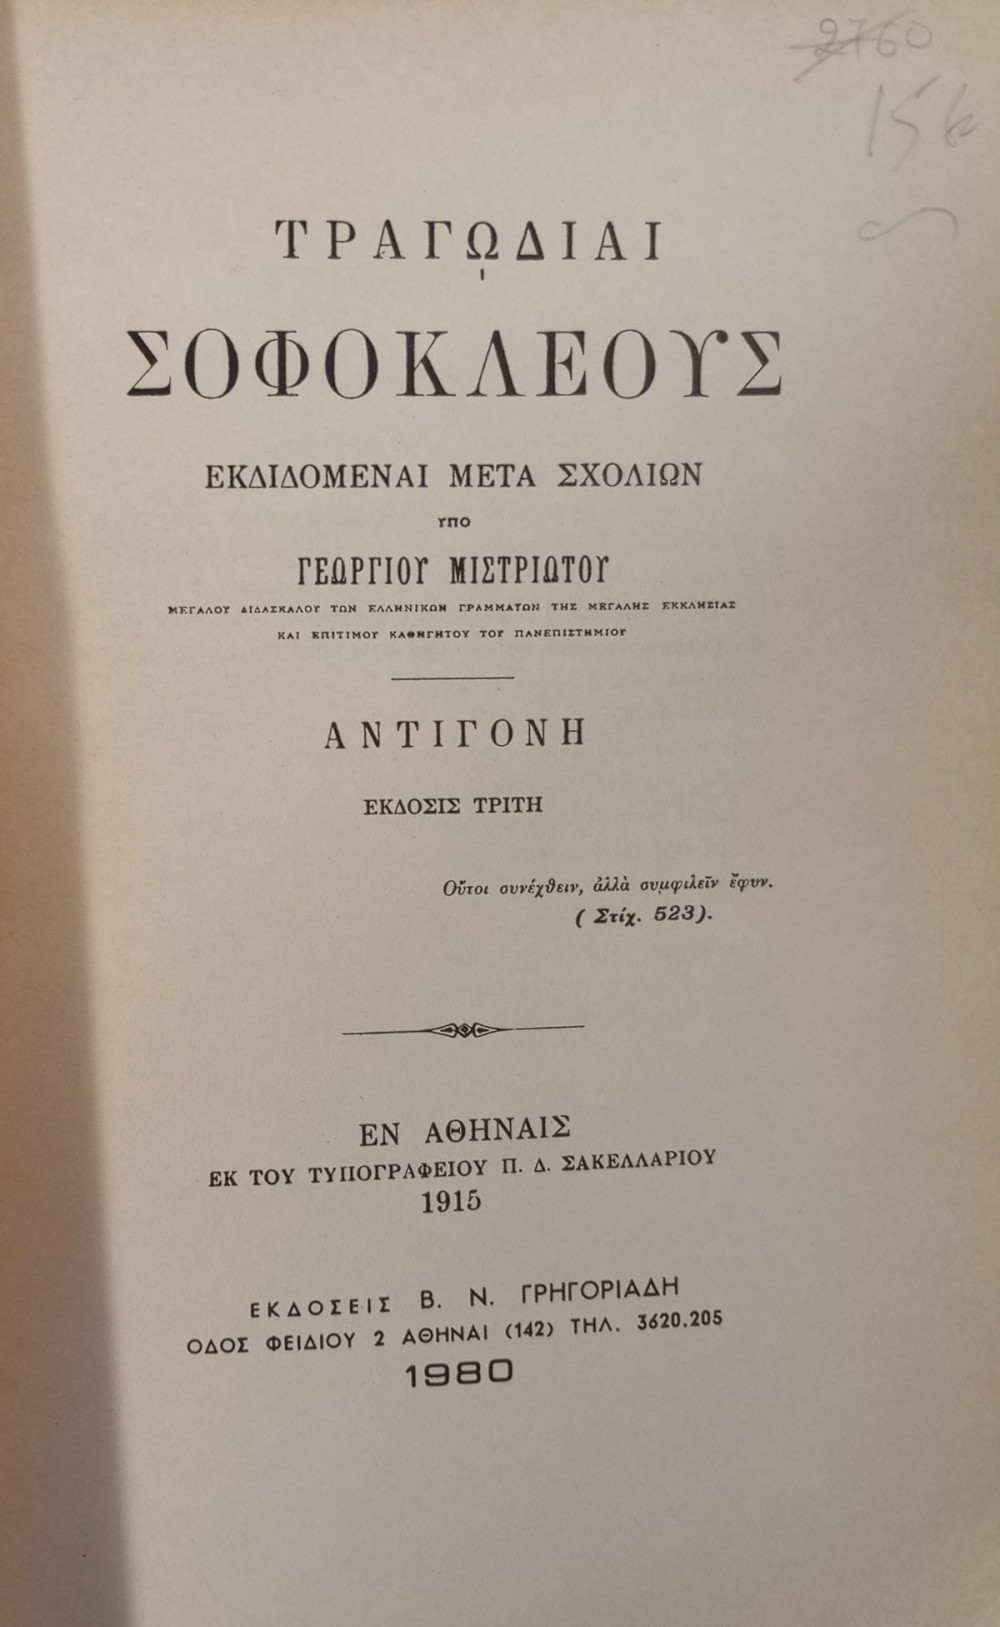 2760
15
ΤΡΑΓΩΔΙΑΙ
ΣΟΦΟΚΛΕΟΥΣ
ΕΚΔΙΔΟΜΕΝΑΙ ΜΕΤΑ ΣΧΟΛΙΩΝ
ΥΠΟ
ΓΕΩΡΓΙΟΥ ΜΙΣΤΡΙΩΤΟΥ
ΜΕΓΑΛΟΥ ΔΙΔΑΣΚΑΛΟΥ ΤΩΝ ΕΛΛΗΝΙΚΩΝ ΓΡΑΜΜΑΤΩΝ ΤΗΣ ΜΕΓΑΛΗΣ ΕΚΚΛΗΣΙΑΣ
ΚΑΙ ΕΠΙΤΙΜΟΥ ΚΑΘΗΓΗΤΟΥ ΤΟΥ ΠΑΝΕΠΙΣΤΗΜΙΟΥ
ΑΝΤΙΓΟΝΗ
ΕΚΔΟΣΙΣ ΤΡΙΤΗ
Οὔτοι συνέχθειν, ἀλλὰ συμφιλεῖν ἔφυν.
( Στίχ. 523).
ΕΝ ΑΘΗΝΑΙΣ
ΕΚ ΤΟΥ ΤΥΠΟΓΡΑΦΕΙΟΥ Π. Δ. ΣΑΚΕΛΛΑΡΙΟΥ
1915
ΕΚΔΟΣΕΙΣ Β. Ν. ΓΡΗΓΟΡΙΑΔΗ
ΟΔΟΣ ΦΕΙΔΙΟΥ 2 ΑΘΗΝΑΙ (142) ΤΗΛ. 3620.205
1980